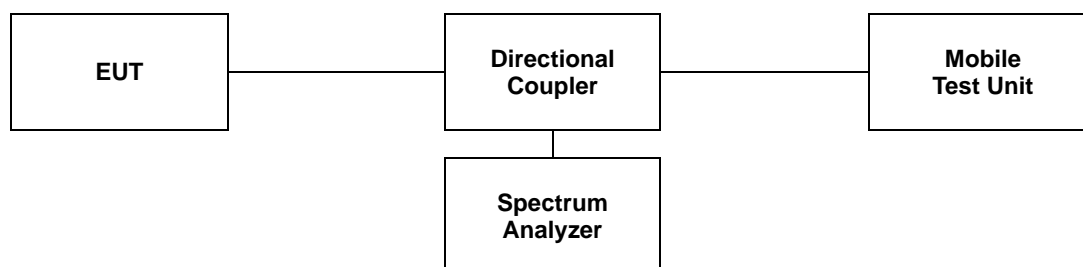 EUT
Directional
Coupler
Mobile
Test Unit
Spectrum
Analyzer